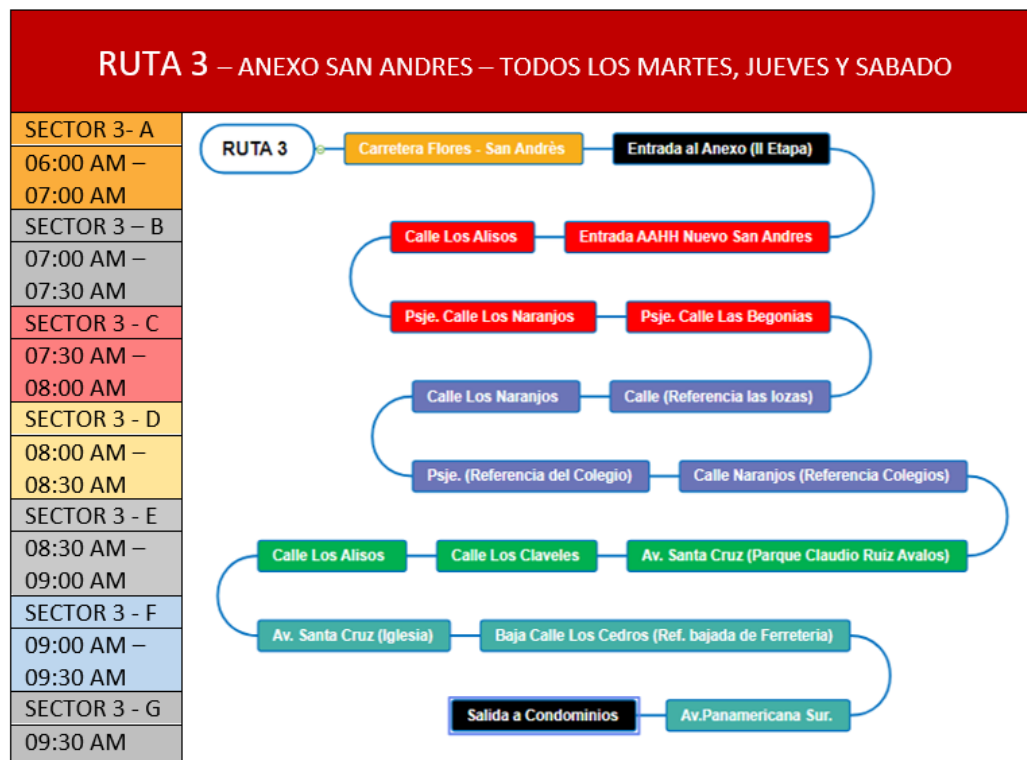 RUTA 3 – ANEXO SAN ANDRES – TODOS LOS MARTES, JUEVES Y SABADO
SECTOR 3- A
06:00 AM –
07:00 AM
SECTOR 3 – B
07:00 AM –
07:30 AM
SECTOR 3 - C
07:30 AM –
08:00 AM
SECTOR 3 - D
08:00 AM –
08:30 AM
SECTOR 3 - E
08:30 AM –
09:00 AM
SECTOR 3 - F
09:00 AM –
09:30 AM
SECTOR 3 - G
09:30 AM
RUTA 3
Carretera Flores - San Andrès
Entrada al Anexo (II Etapa)
Entrada AAHH Nuevo San Andres
Calle Los Alisos
Psje. Calle Los Naranjos
Psje. Calle Las Begonias
Calle (Referencia las lozas)
Calle Los Naranjos
Psje. (Referencia del Colegio)
Calle Naranjos (Referencia Colegios)
Av. Santa Cruz (Parque Claudio Ruiz Avalos)
Calle Los Claveles
Calle Los Alisos
Av. Santa Cruz (Iglesia)
Baja Calle Los Cedros (Ref. bajada de Ferreteria)
Av.Panamericana Sur.
Salida a Condominios